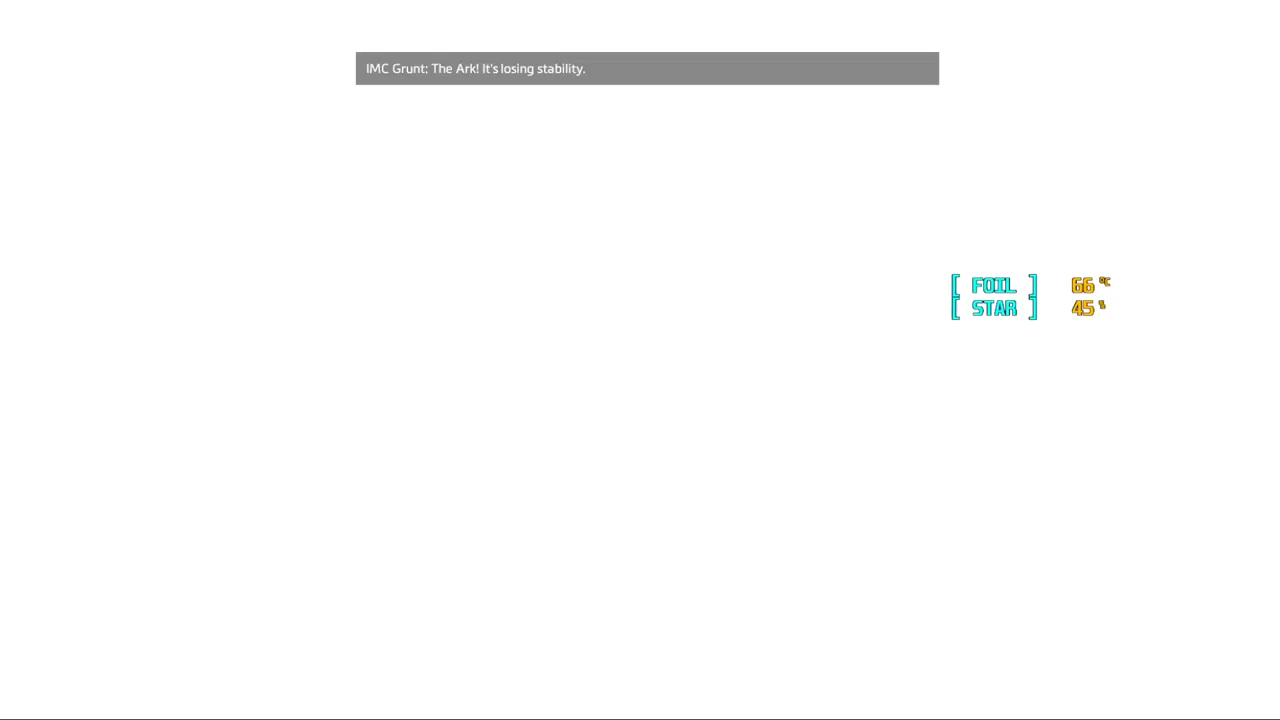 IMC Grunt: The Ark! It's losing stability.
[ FOIL ] 66 °C
[ STAR ] 45 %